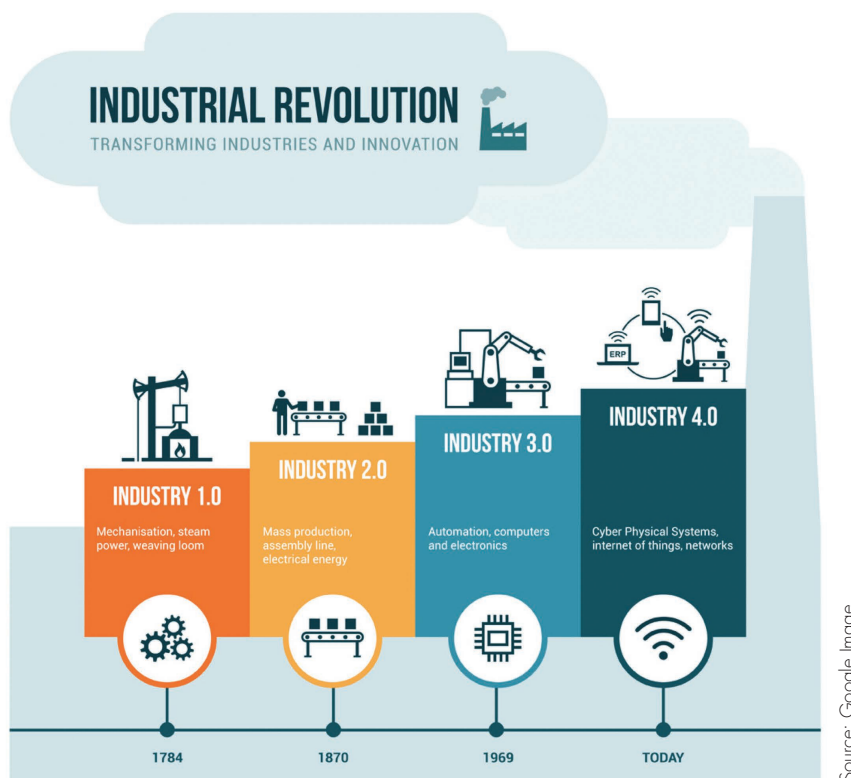 INDUSTRIAL REVOLUTION
TRANSFORMING INDUSTRIES AND INNOVATION
ERP
INDUSTRY 1.0
Mechanisation, steam
power, weaving loom
INDUSTRY 2.0
Mass production,
assembly line,
electrical energy
INDUSTRY 3.0
Automation, computers
and electronics
INDUSTRY 4.0
Cyber Physical Systems,
internet of things, networks
1784
1870
1969
TODAY
Source: Google Image